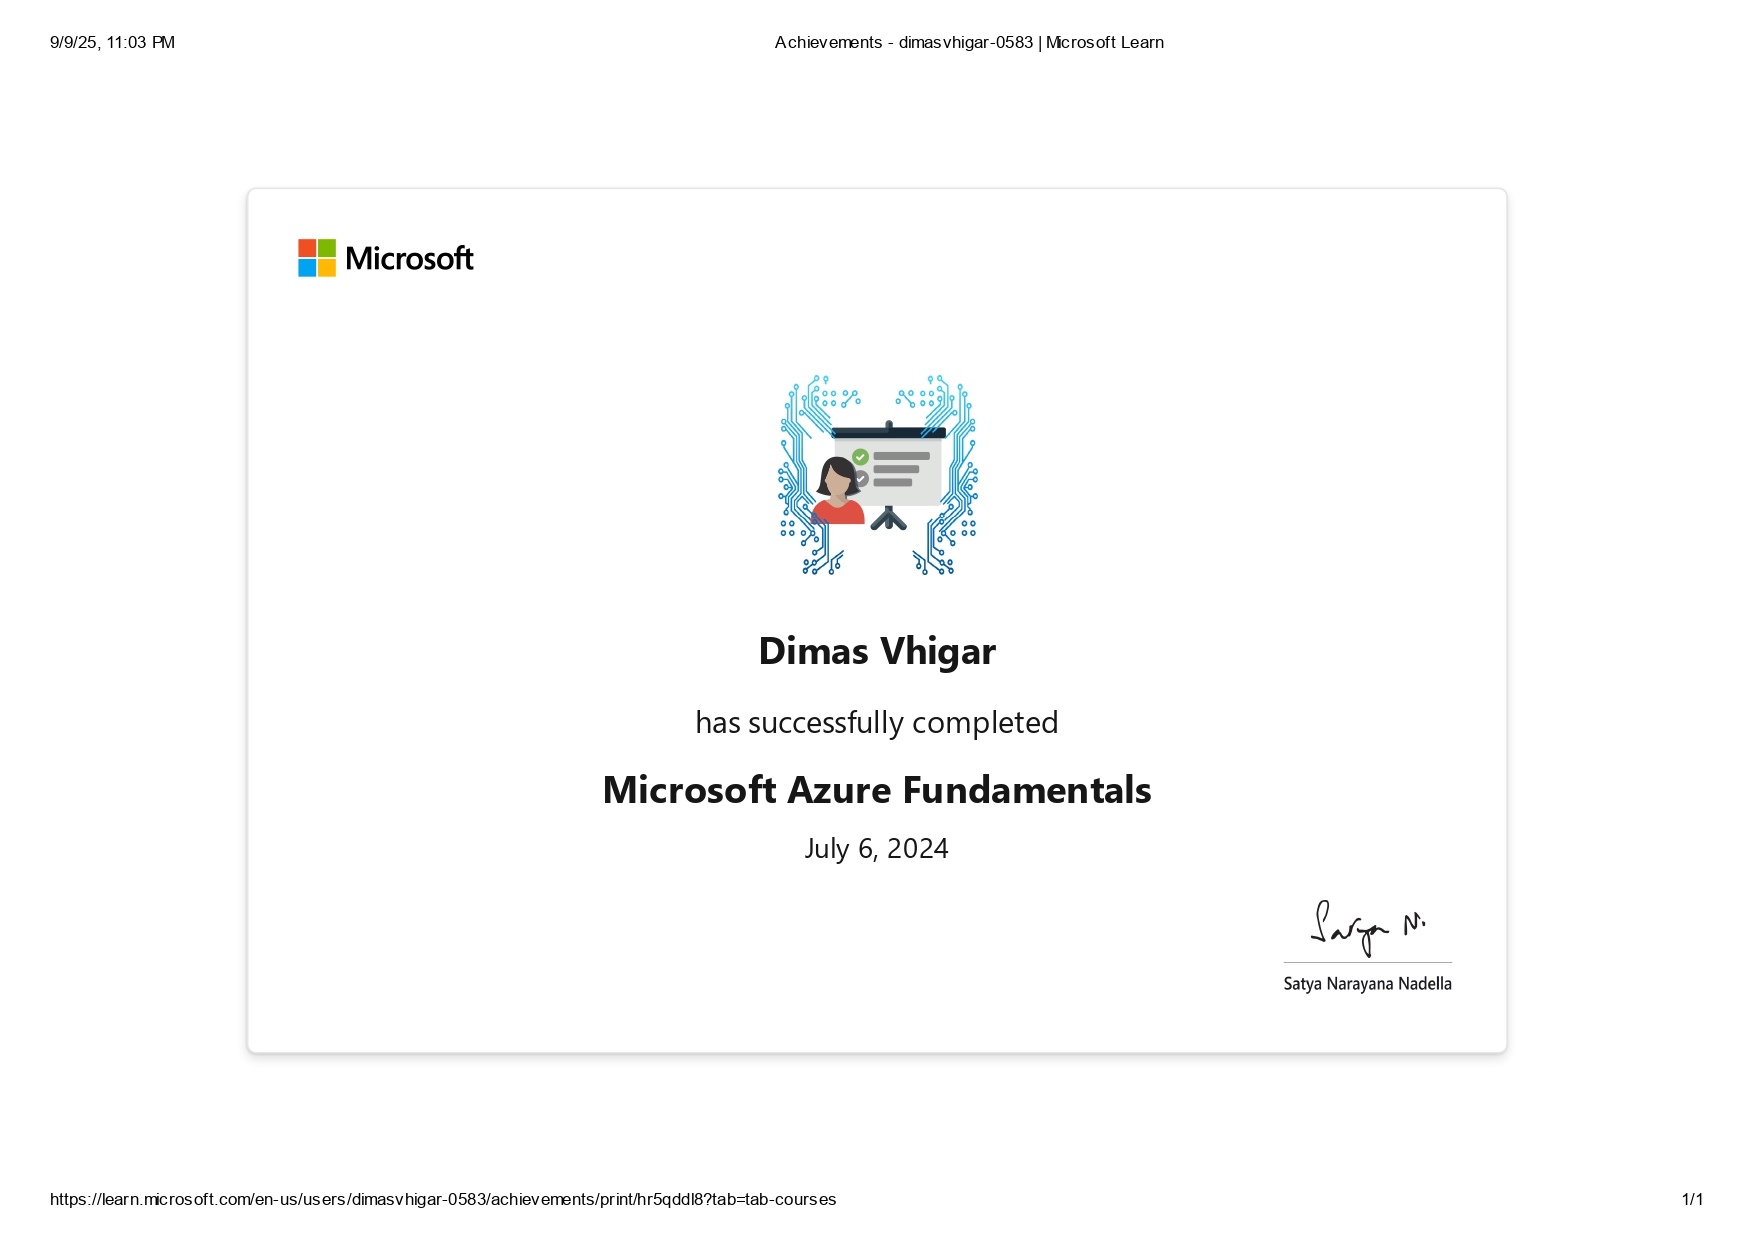 9/9/25, 11:03 PM
Achievements - dimasvhigar-0583 | Microsoft Learn
Microsoft
Dimas Vhigar
has successfully completed
Microsoft Azure Fundamentals
July 6, 2024
Satya N.
Satya Narayana Nadella
https://learn.microsoft.com/en-us/users/dimasvhigar-0583/achievements/print/hr5qddl8?tab=tab-courses
1/1